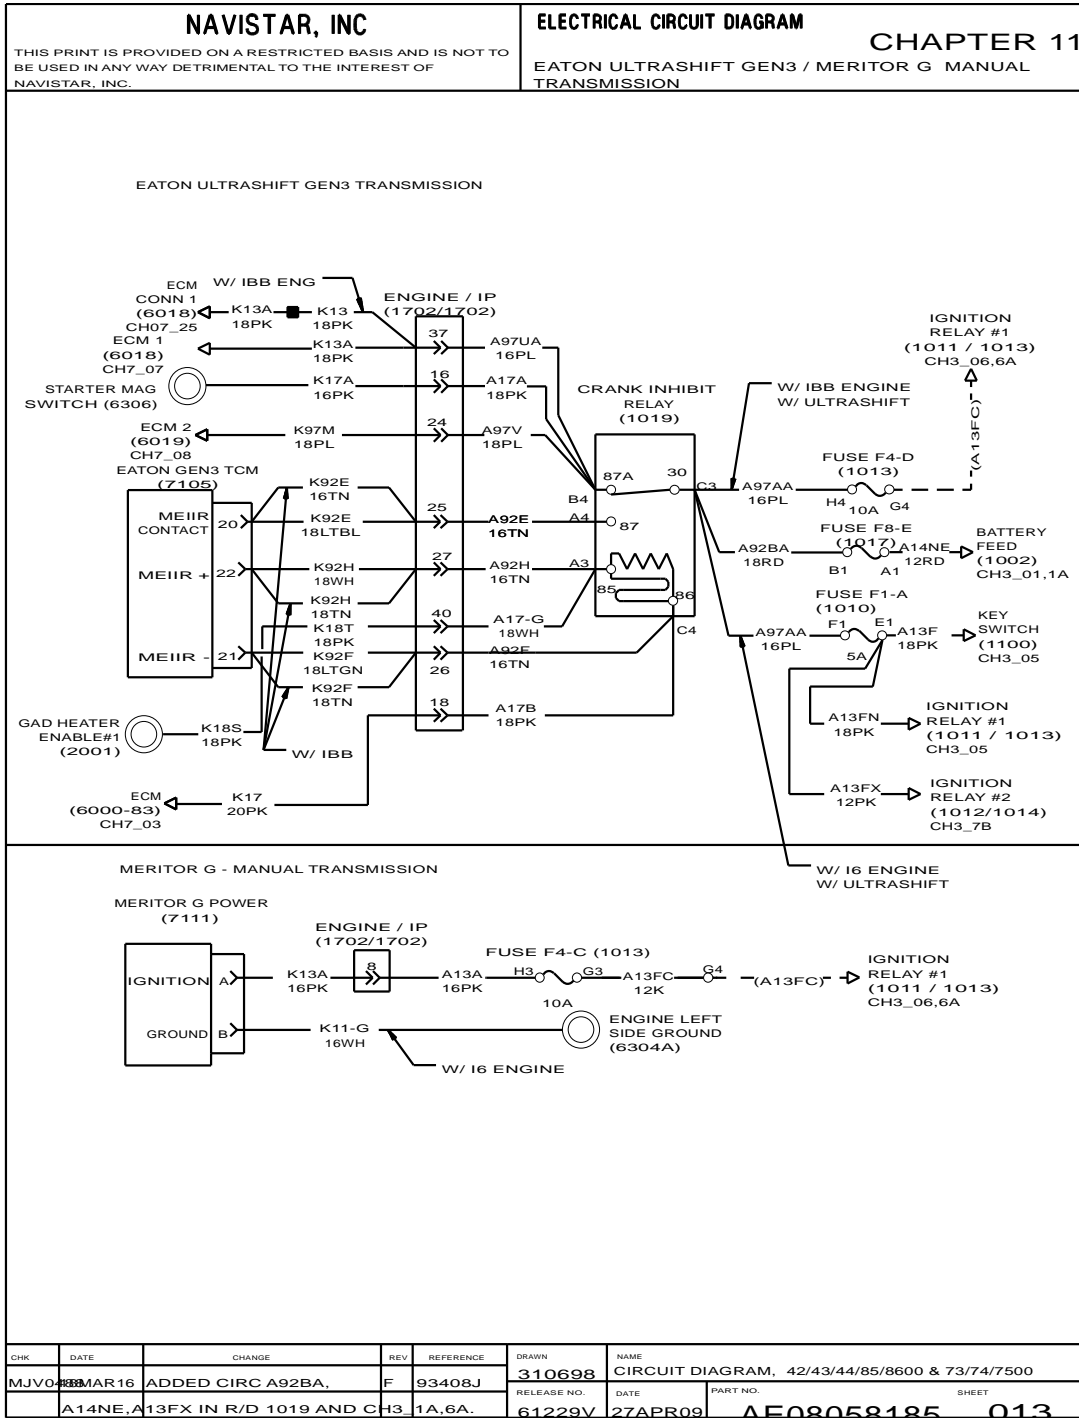 NAVISTAR, INC
THIS PRINT IS PROVIDED ON A RESTRICTED BASIS AND IS NOT TO
BE USED IN ANY WAY DETRIMENTAL TO THE INTEREST OF
NAVISTAR, INC.
ELECTRICAL CIRCUIT DIAGRAM
CHAPTER 11
EATON ULTRASHIFT GEN3 / MERITOR G MANUAL
TRANSMISSION
EATON ULTRASHIFT GEN3 TRANSMISSION
ECM
CONN 1
(6018)
CH07_25
W/ IBB ENG
K13A
18PK
K13
18PK
ENGINE / IP
(1702/1702)
ECM 1
(6018)
CH7_07
K13A
18PK
37
A97UA
16PL
STARTER MAG
SWITCH (6306)
K17A
16PK
16
A17A
18PK
ECM 2
(6019)
CH7_08
K97M
18PL
24
A97V
18PL
EATON GEN3 TCM
(7105)
MEIIR
CONTACT
20
K92E
16TN
K92E
18LTBL
25
A92E
16TN
MEIIR +
22
K92H
18WH
K92H
18TN
27
A92H
16TN
K18T
18PK
40
A17-G
18WH
MEIIR -
21
K92F
18LTGN
K92F
18TN
26
A92F
16TN
18
A17B
18PK
GAD HEATER
ENABLE#1
(2001)
K18S
18PK
W/ IBB
ECM
(6000-83)
CH7_03
K17
20PK
CRANK INHIBIT
RELAY
(1019)
87A
30
B4
C3
A4
87
A3
85
86
C4
W/ IBB ENGINE
W/ ULTRASHIFT
IGNITION
RELAY #1
(1011 / 1013)
CH3_06,6A
(A13FC)
FUSE F4-D
(1013)
A97AA
16PL
H4
10A
G4
FUSE F8-E
(1017)
A92BA
18RD
B1
A1
A14NE
12RD
BATTERY
FEED
(1002)
CH3_01,1A
FUSE F1-A
(1010)
A97AA
16PL
F1
E1
5A
A13F
18PK
KEY
SWITCH
(1100)
CH3_05
A13FN
18PK
IGNITION
RELAY #1
(1011 / 1013)
CH3_05
A13FX
12PK
IGNITION
RELAY #2
(1012/1014)
CH3_7B
W/ I6 ENGINE
W/ ULTRASHIFT
MERITOR G - MANUAL TRANSMISSION
MERITOR G POWER
(7111)
IGNITION
A
K13A
16PK
ENGINE / IP
(1702/1702)
8
A13A
16PK
FUSE F4-C (1013)
H3
G3
10A
A13FC
12K
G4
(A13FC)
IGNITION
RELAY #1
(1011 / 1013)
CH3_06,6A
GROUND
B
K11-G
16WH
ENGINE LEFT
SIDE GROUND
(6304A)
W/ I6 ENGINE
CHK
DATE
CHANGE
REV
REFERENCE
ADDED CIRC A92BA,
F
93408J
A14NE,A13FX IN R/D 1019 AND CH3_1A,6A.
DRAWN
310698
NAME
CIRCUIT DIAGRAM, 42/43/44/85/8600 & 73/74/7500
RELEASE NO.
61229V
DATE
27APR09
PART NO.
AE08058185
SHEET
013